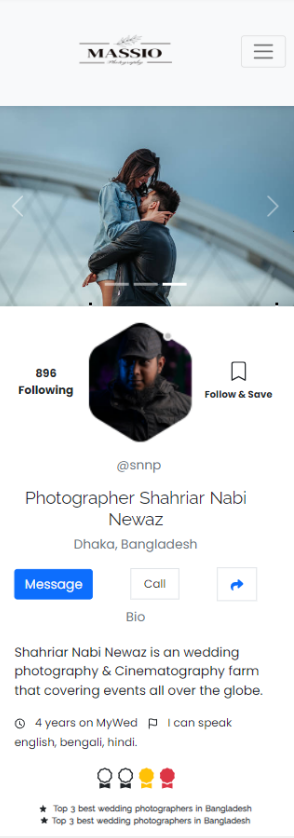 MASSIO
Photography
896
Following
Follow & Save
@snnp
Photographer Shahriar Nabi
Newaz
Dhaka, Bangladesh
Message
Call
Bio
Shahriar Nabi Newaz is an wedding
photography & Cinematography farm
that covering events all over the globe.
4 years on MyWed I can speak
english, bengali, hindi.
Top 3 best wedding photographers in Bangladesh
Top 3 best wedding photographers in Bangladesh